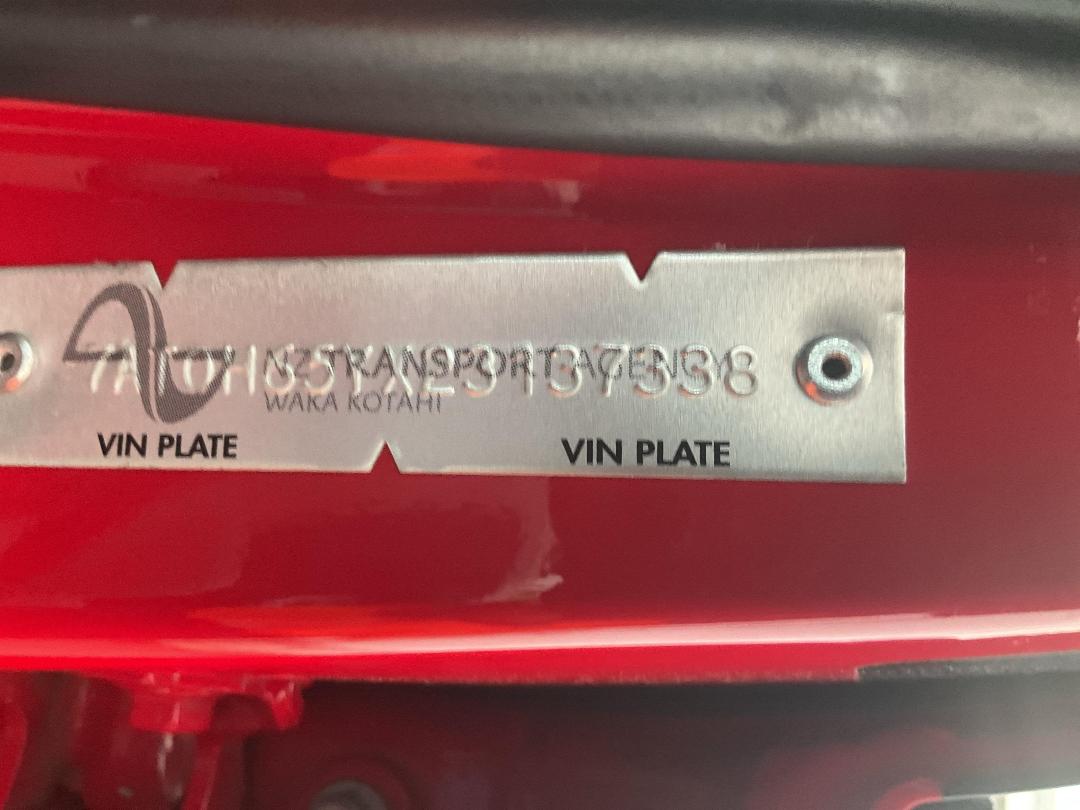 NZ TRANSPORT AGENCY
WAKA KOTAHI
VIN PLATE VIN PLATE